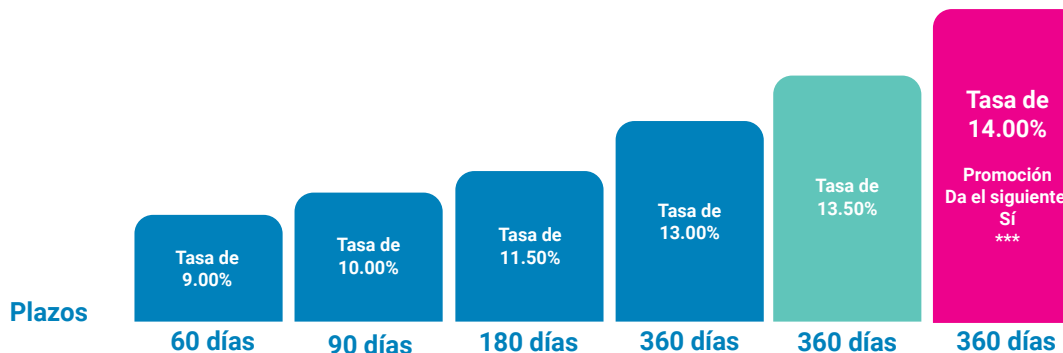 Tasa de
9.00%
Tasa de
10.00%
Tasa de
11.50%
Tasa de
13.00%
Tasa de
13.50%
Tasa de
14.00%
Promoción
Da el siguiente
Sí
***
Plazos
60 días
90 días
180 días
360 días
360 días
360 días